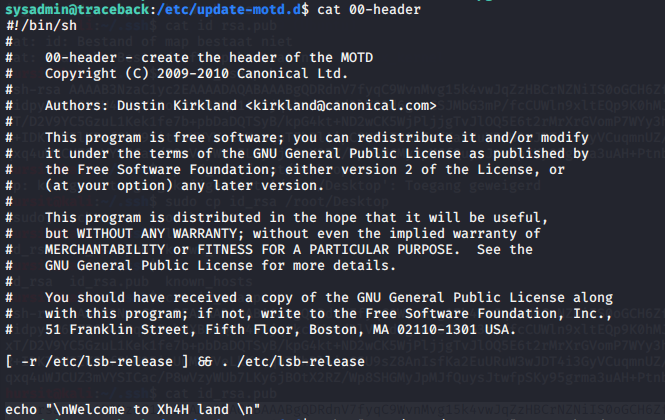 sysadmin@traceback:/etc/update-motd.d$ cat 00-header
#!/bin/sh
#
#    00-header - create the header of the MOTD
#    Copyright (C) 2009-2010 Canonical Ltd.
#
#    Authors: Dustin Kirkland <kirkland@canonical.com>
#
#    This program is free software; you can redistribute it and/or modify
#    it under the terms of the GNU General Public License as published by
#    the Free Software Foundation; either version 2 of the License, or
#    (at your option) any later version.
#
#    This program is distributed in the hope that it will be useful,
#    but WITHOUT ANY WARRANTY; without even the implied warranty of
#    MERCHANTABILITY or FITNESS FOR A PARTICULAR PURPOSE.  See the
#    GNU General Public License for more details.
#
#    You should have received a copy of the GNU General Public License along
#    with this program; if not, write to the Free Software Foundation, Inc.,
#    51 Franklin Street, Fifth Floor, Boston, MA 02110-1301 USA.

[ -r /etc/lsb-release ] && . /etc/lsb-release


echo "\nWelcome to Xh4H land \n"